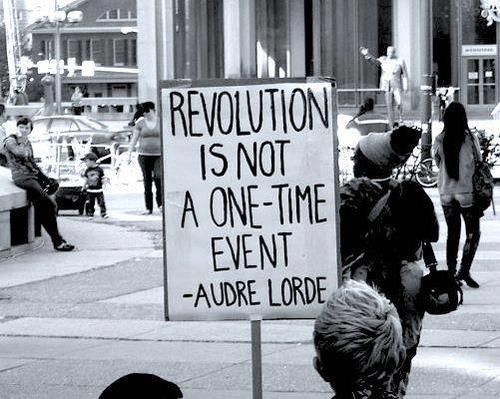 REVOLUTION
IS NOT
A ONE-TIME
EVENT
-AUDRE LORDE